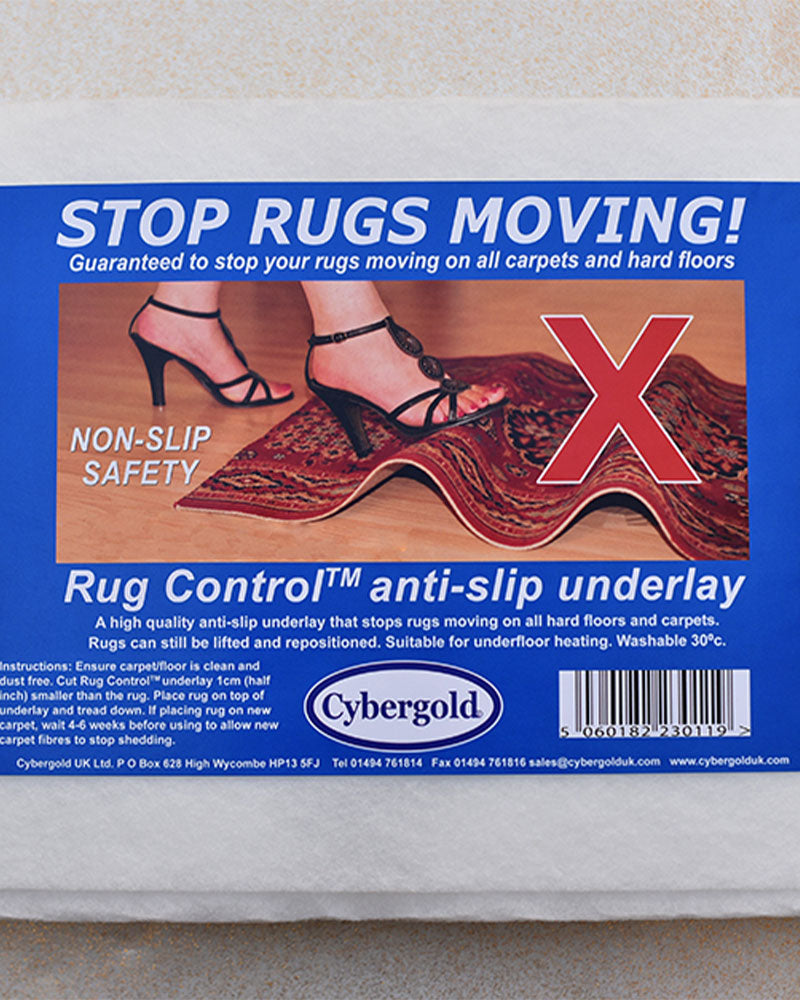 STOP RUGS MOVING!
Guaranteed to stop your rugs moving on all carpets and hard floors
NON-SLIP
SAFETY
X
Rug Control™ anti-slip underlay
A high quality anti-slip underlay that stops rugs moving on all hard floors and carpets.
Rugs can still be lifted and repositioned. Suitable for underfloor heating. Washable 30ºc.
Instructions: Ensure carpet/floor is clean and
dust free. Cut Rug Control™ underlay 1cm (half
inch) smaller than the rug. Place rug on top of
underlay and tread down. If placing rug on new
carpet, wait 4-6 weeks before using to allow new
carpet fibres to stop shedding.
Cybergold
5 060182 230119 >
Cybergold UK Ltd. P O Box 628 High Wycombe HP13 5FJ Tel 01494 761814 Fax 01494 761816 sales@cybergolduk.com www.cybergolduk.com